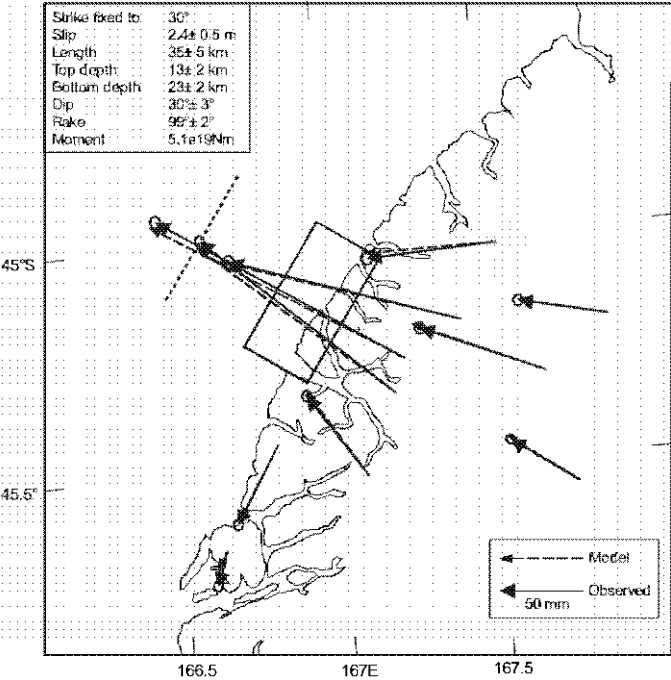 Strike fixed to 30°
Slip 2.4± 0.5 m
Length 35± 5 km
Top depth 13± 2 km
Bottom depth 23± 2 km
Dip 30°± 3°
Rake 99°± 2°
Moment 5.1e19Nm
45°S
45.5°
Model
Observed
50 mm
166.5 167E 167.5